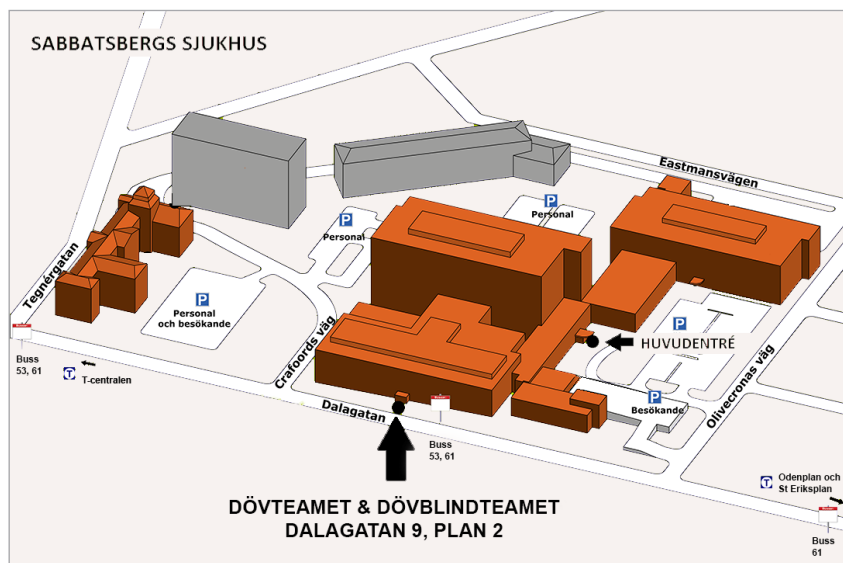 SABBATSBERGS SJUKHUS
Eastmansvägen
P
Personal
P
Personal
Tegnérgatan
P
Personal
och besökande
Crafoords väg
P
HUVUDENTRÉ
Olivecronas väg
Buss
53, 61
T
T-centralen
P
Besökande
Dalagatan
Buss
53, 61
T
Odenplan och
St Eriksplan
DÖVTEAMET & DÖVBLINDTEAMET
DALAGATAN 9, PLAN 2
Buss
61